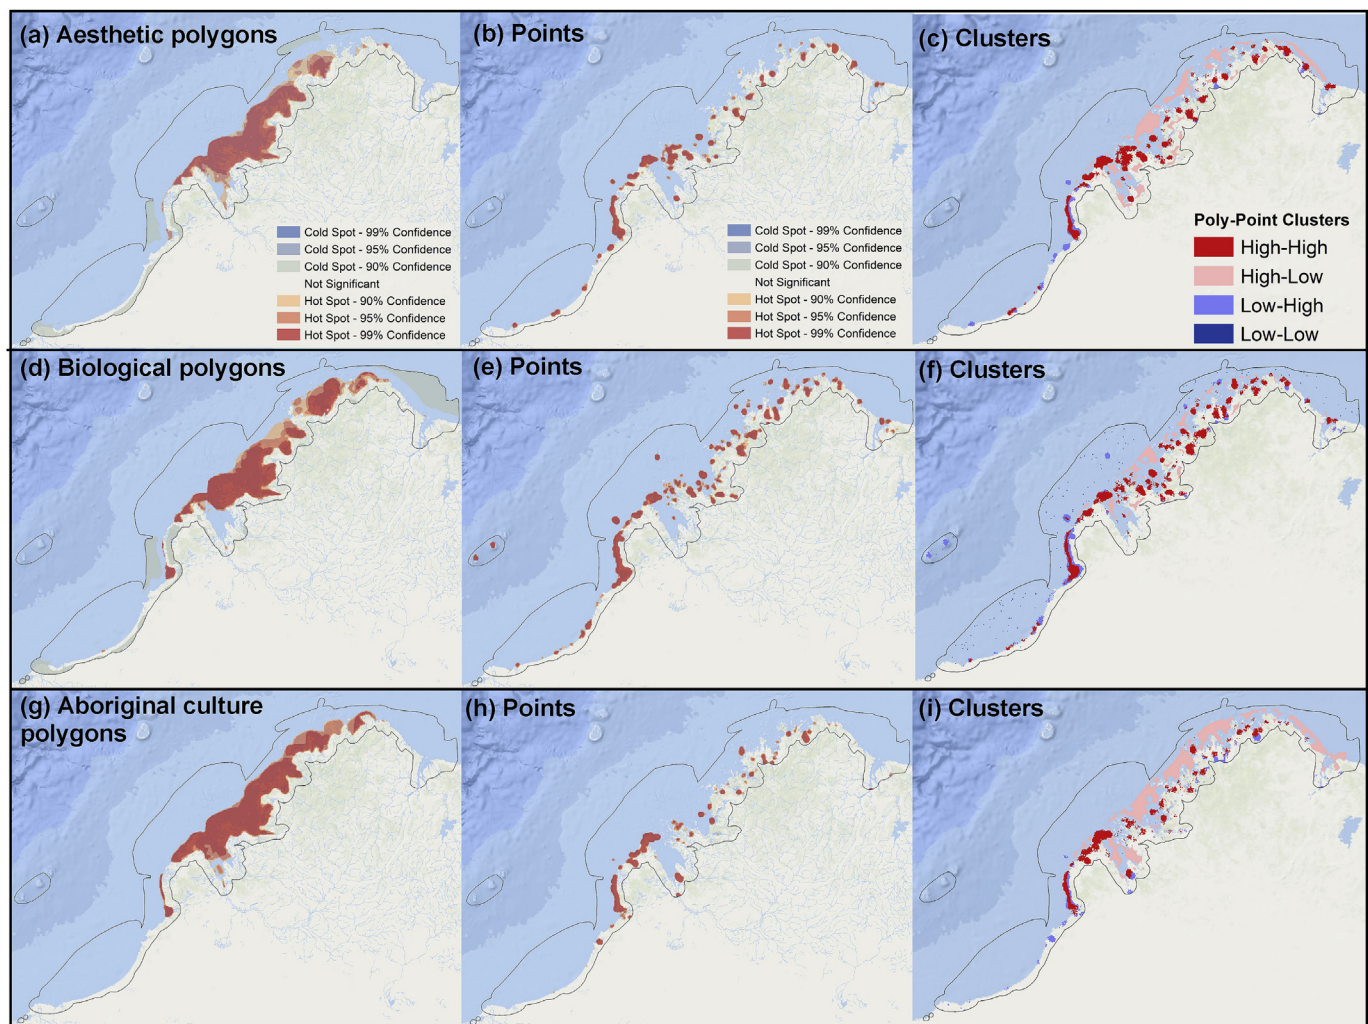 (a) Aesthetic polygons
Cold Spot - 99% Confidence
Cold Spot - 95% Confidence
Cold Spot - 90% Confidence
Not Significant
Hot Spot - 90% Confidence
Hot Spot - 95% Confidence
Hot Spot - 99% Confidence
(b) Points
Cold Spot - 99% Confidence
Cold Spot - 95% Confidence
Cold Spot - 90% Confidence
Not Significant
Hot Spot - 90% Confidence
Hot Spot - 95% Confidence
Hot Spot - 99% Confidence
(c) Clusters
Poly-Point Clusters
High-High
High-Low
Low-High
Low-Low
(d) Biological polygons
(e) Points
(f) Clusters
(g) Aboriginal culture
polygons
(h) Points
(i) Clusters